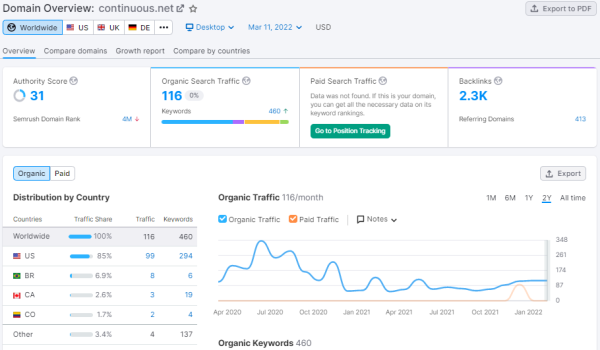 Domain Overview: continuous.net
Export to PDF
Worldwide US UK DE ... Desktop Mar 11, 2022 USD
Overview Compare domains Growth report Compare by countries
Authority Score
31
Semrush Domain Rank 4M ↓
Organic Search Traffic
116 0%
Keywords 460 ↑
Paid Search Traffic
Data was not found. If this is your domain,
you can get all the necessary data on its
keyword rankings.
Go to Position Tracking
Backlinks
2.3K
Referring Domains 413
Organic Paid
Export
Distribution by Country
Countries Traffic Share Traffic Keywords
Worldwide 100% 116 460
US 85% 99 294
BR 6.9% 8 6
CA 2.6% 3 19
CO 1.7% 2 4
Other 3.4% 4 137
Organic Traffic 116/month
1M 6M 1Y 2Y All time
Organic Traffic Paid Traffic Notes
348
261
174
87
0
Apr 2020 Jul 2020 Oct 2020 Jan 2021 Apr 2021 Jul 2021 Oct 2021 Jan 2022
Organic Keywords 460